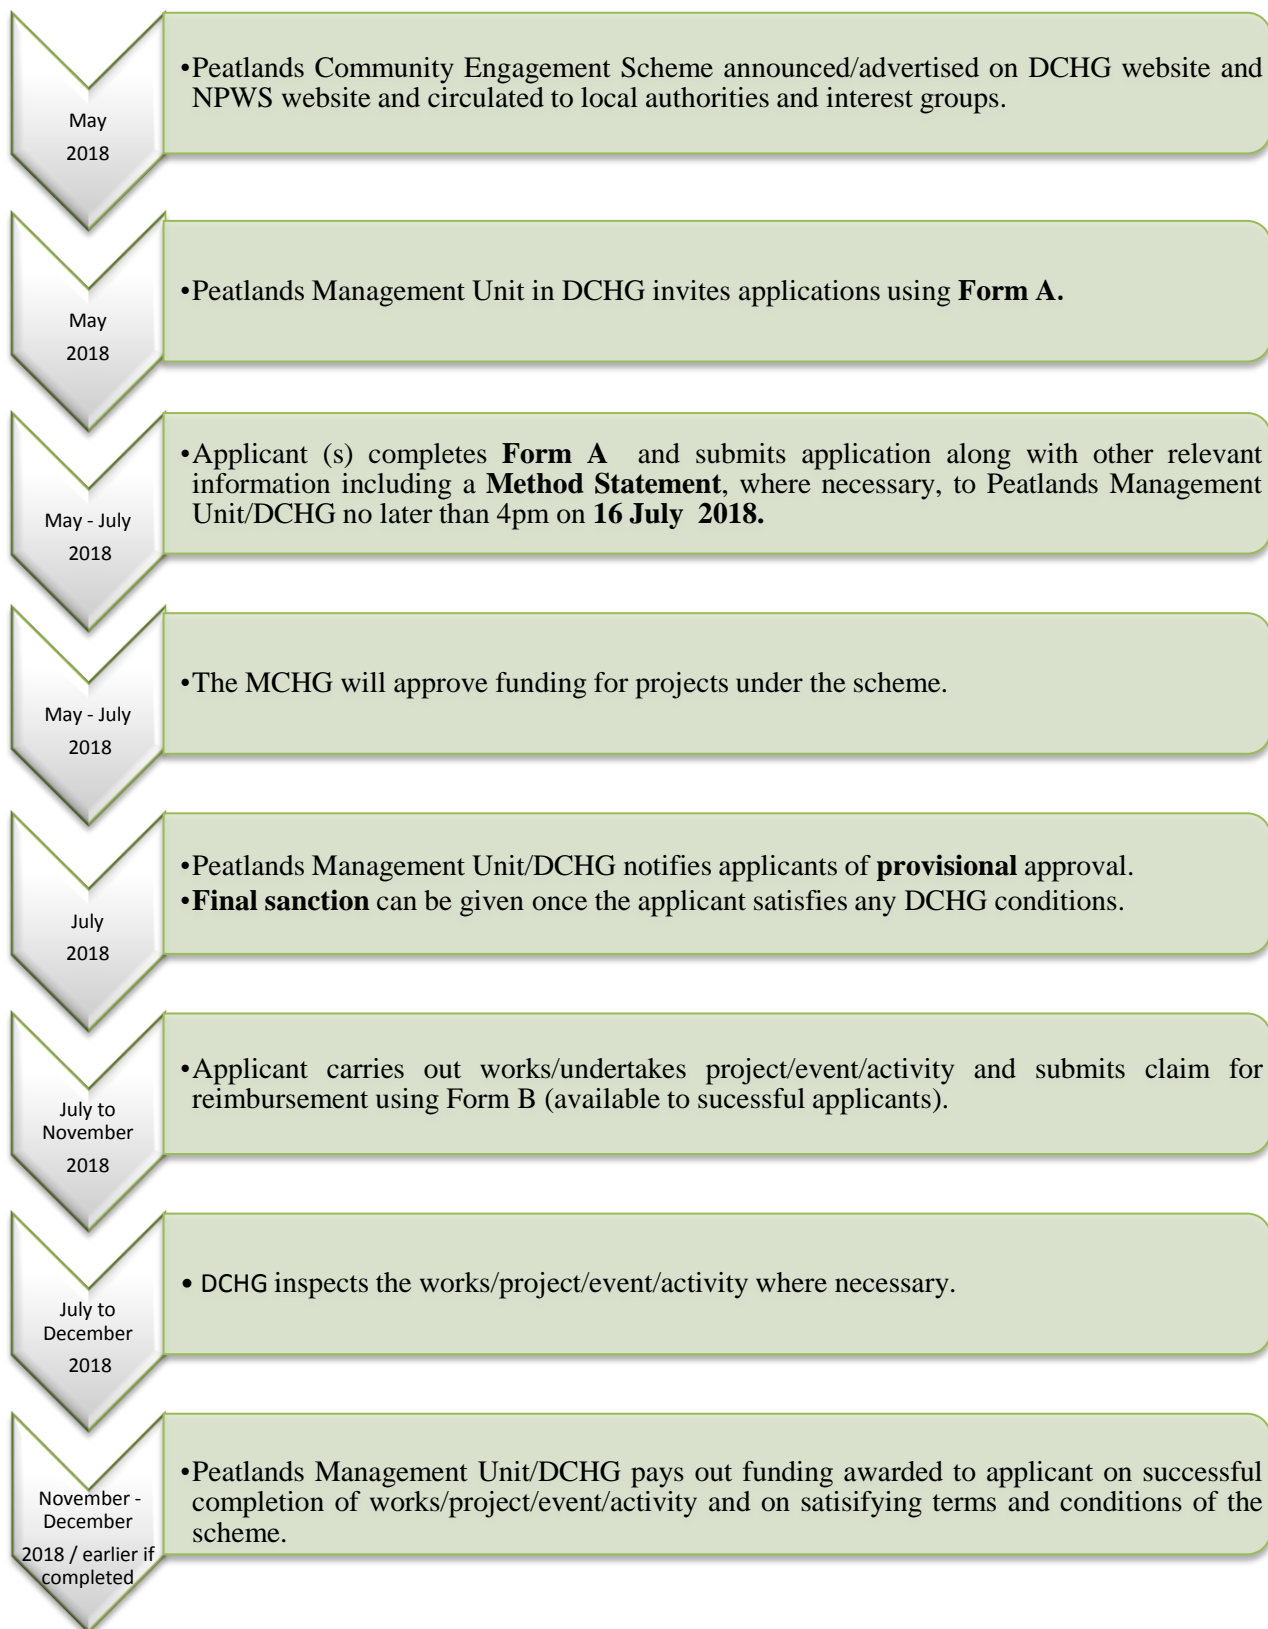 May
2018
•Peatlands Community Engagement Scheme announced/advertised on DCHG website and
NPWS website and circulated to local authorities and interest groups.
May
2018
•Peatlands Management Unit in DCHG invites applications using Form A.
May - July
2018
•Applicant (s) completes Form A and submits application along with other relevant
information including a Method Statement, where necessary, to Peatlands Management
Unit/DCHG no later than 4pm on 16 July 2018.
May - July
2018
•The MCHG will approve funding for projects under the scheme.
July
2018
•Peatlands Management Unit/DCHG notifies applicants of provisional approval.
•Final sanction can be given once the applicant satisfies any DCHG conditions.
July to
November
2018
•Applicant carries out works/undertakes project/event/activity and submits claim for
reimbursement using Form B (available to sucessful applicants).
July to
December
2018
• DCHG inspects the works/project/event/activity where necessary.
November -
December
2018 / earlier if
completed
•Peatlands Management Unit/DCHG pays out funding awarded to applicant on successful
completion of works/project/event/activity and on satisifying terms and conditions of the
scheme.